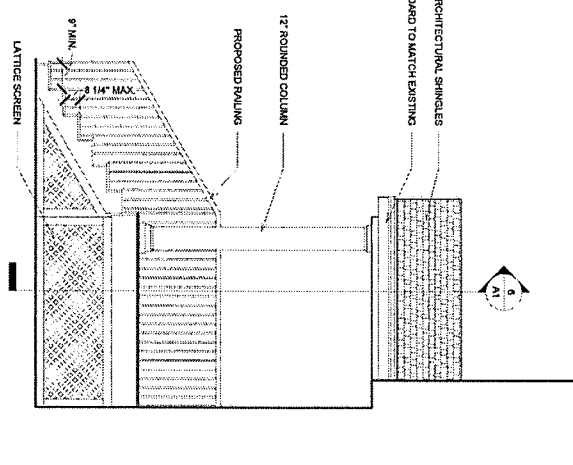 RCHITECTURAL SHINGLES
ARD TO MATCH EXISTING
12" ROUNDED COLUMN
PROPOSED RAILING
9" MIN.
8 1/4" MAX.
LATTICE SCREEN
6
A1